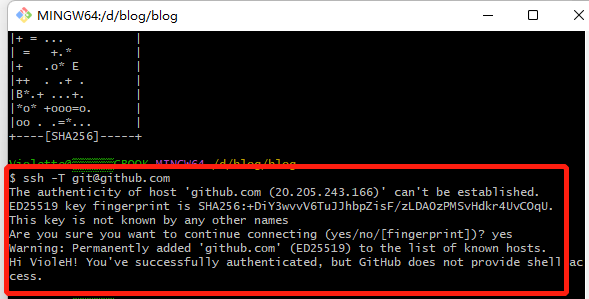 MINGW64:/d/blog/blog
|+ = ... |
| = +.* |
|+ .o* E |
|++ . .+ . |
|B*.+ ...+. |
|*o* +ooo=o. |
|oo . .=*... |
+----[SHA256]-----+
MINGW64 /d/blog/blog
$ ssh -T git@github.com
The authenticity of host 'github.com (20.205.243.166)' can't be established.
ED25519 key fingerprint is SHA256:+DiY3wvvV6TuJJhbpZisF/zLDA0zPMSvHdkr4UvCOqU.
This key is not known by any other names
Are you sure you want to continue connecting (yes/no/[fingerprint])? yes
Warning: Permanently added 'github.com' (ED25519) to the list of known hosts.
Hi VioleH! You've successfully authenticated, but GitHub does not provide shell ac
cess.